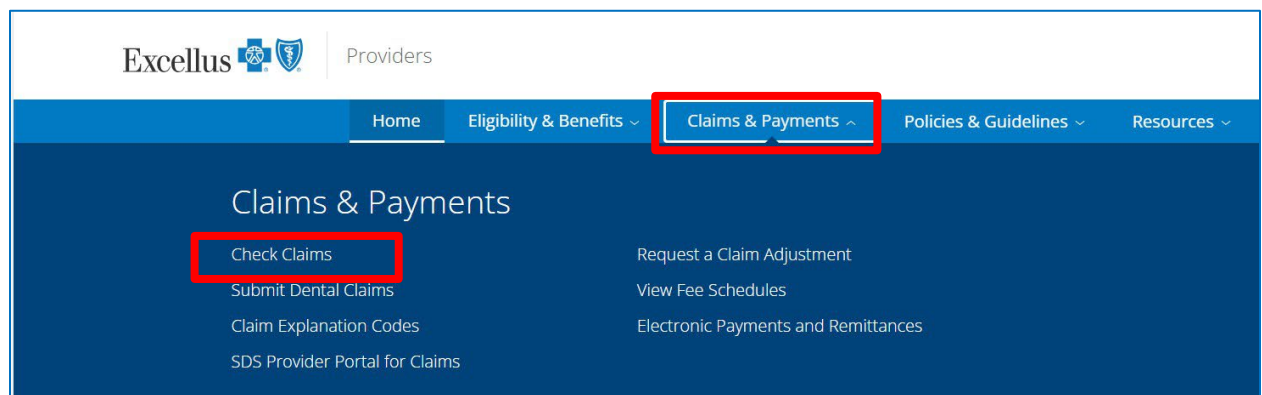 Excellus Providers
Home Eligibility & Benefits Claims & Payments Policies & Guidelines Resources
Claims & Payments
Check Claims
Submit Dental Claims
Claim Explanation Codes
SDS Provider Portal for Claims
Request a Claim Adjustment
View Fee Schedules
Electronic Payments and Remittances